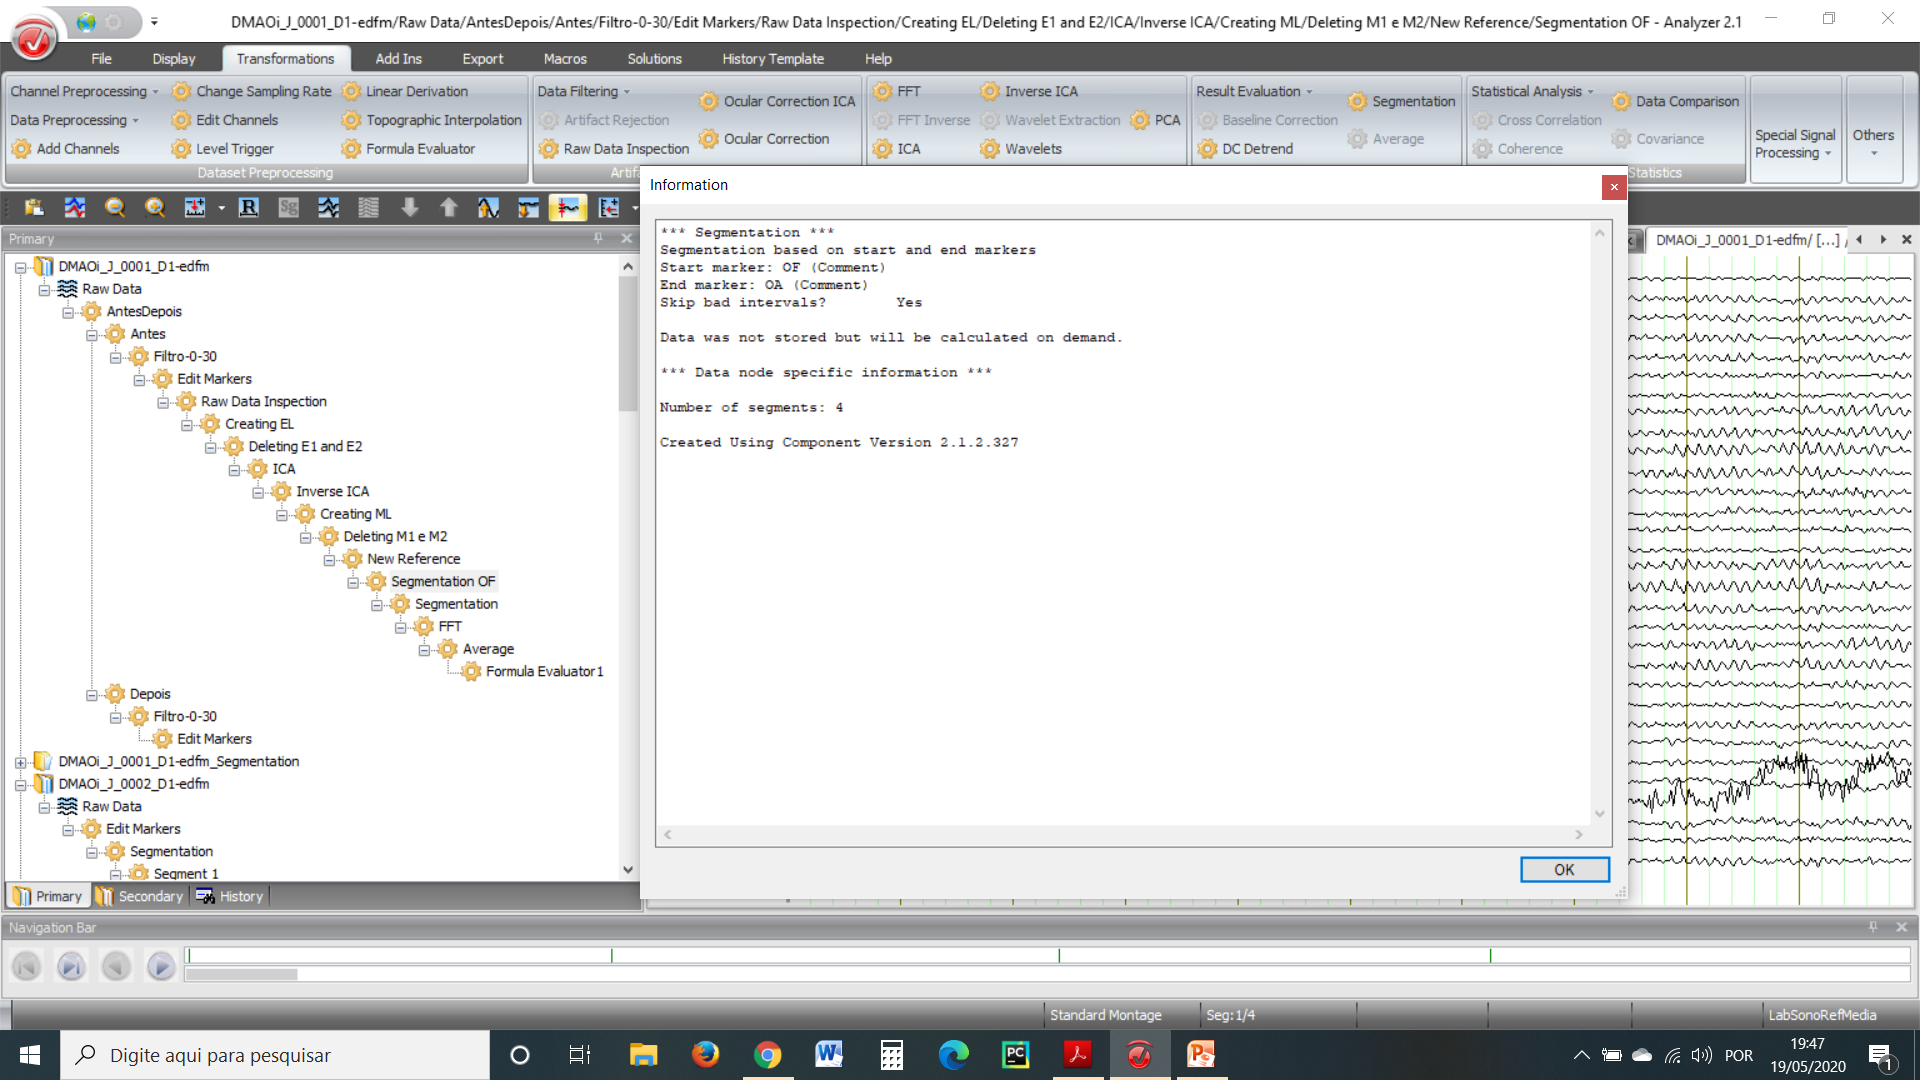 DMAOi_J_0001_D1-edfm/Raw Data/AntesDepois/Antes/Filtro-0-30/Edit Markers/Raw Data Inspection/Creating EL/Deleting E1 and E2/ICA/Inverse ICA/Creating ML/Deleting M1 e M2/New Reference/Segmentation OF - Analyzer 2.1
File Display Transformations Add Ins Export Macros Solutions History Template Help
Channel Preprocessing Change Sampling Rate Linear Derivation
Data Preprocessing Edit Channels Topographic Interpolation
Add Channels Level Trigger Formula Evaluator
Dataset Preprocessing
Data Filtering Ocular Correction ICA
Artifact Rejection
Raw Data Inspection Ocular Correction
Artif
FFT Inverse ICA
FFT Inverse Wavelet Extraction PCA
ICA Wavelets
Result Evaluation Segmentation
Baseline Correction
DC Detrend Average
Statistical Analysis Data Comparison
Cross Correlation
Coherence Covariance
Statistics
Special Signal
Processing
Others
Primary
DMAOi_J_0001_D1-edfm
Raw Data
AntesDepois
Antes
Filtro-0-30
Edit Markers
Raw Data Inspection
Creating EL
Deleting E1 and E2
ICA
Inverse ICA
Creating ML
Deleting M1 e M2
New Reference
Segmentation OF
Segmentation
FFT
Average
Formula Evaluator1
Depois
Filtro-0-30
Edit Markers
DMAOi_J_0001_D1-edfm_Segmentation
DMAOi_J_0002_D1-edfm
Raw Data
Edit Markers
Segmentation
Segment 1
Primary Secondary History
Information
*** Segmentation ***
Segmentation based on start and end markers
Start marker: OF (Comment)
End marker: OA (Comment)
Skip bad intervals? Yes
Data was not stored but will be calculated on demand.
*** Data node specific information ***
Number of segments: 4
Created Using Component Version 2.1.2.327
OK
DMAOi_J_0001_D1-edfm/ [...] /
Navigation Bar
Standard Montage Seg:1/4 LabSonoRefMedia
Digite aqui para pesquisar
POR
19:47
19/05/2020
1